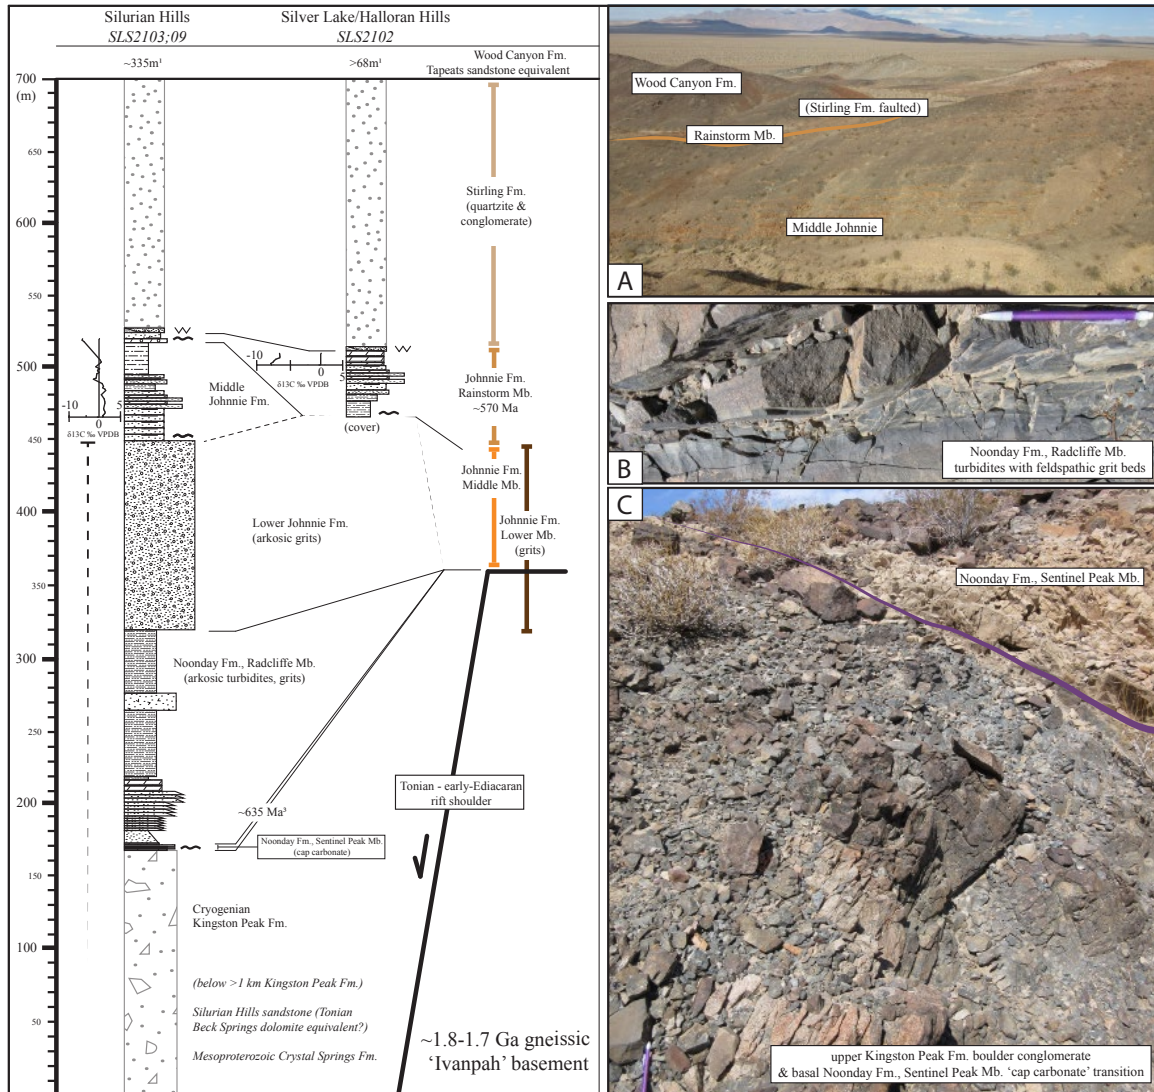 Silurian Hills
SLS2103;09
Silver Lake/Halloran Hills
SLS2102
~335m¹
>68m¹
Wood Canyon Fm.
Tapeats sandstone equivalent
700
(m)
650
600
550
500
450
400
350
300
250
200
150
100
50
Stirling Fm.
(quartzite &
conglomerate)
-10
0
5
δ13C ‰ VPDB
-10
0
5
δ13C ‰ VPDB
Middle
Johnnie Fm.
(cover)
Johnnie Fm.
Rainstorm Mb.
~570 Ma
Johnnie Fm.
Middle Mb.
Johnnie Fm.
Lower Mb.
(grits)
Lower Johnnie Fm.
(arkosic grits)
Noonday Fm., Radcliffe Mb.
(arkosic turbidites, grits)
Tonian - early-Ediacaran
rift shoulder
~635 Ma³
Noonday Fm., Sentinel Peak Mb.
(cap carbonate)
Cryogenian
Kingston Peak Fm.
(below >1 km Kingston Peak Fm.)
Silurian Hills sandstone (Tonian
Beck Springs dolomite equivalent?)
Mesoproterozoic Crystal Springs Fm.
~1.8-1.7 Ga gneissic
‘Ivanpah’ basement
Wood Canyon Fm.
(Stirling Fm. faulted)
Rainstorm Mb.
Middle Johnnie
A
B
Noonday Fm., Radcliffe Mb.
turbidites with feldspathic grit beds
C
Noonday Fm., Sentinel Peak Mb.
upper Kingston Peak Fm. boulder conglomerate
& basal Noonday Fm., Sentinel Peak Mb. ‘cap carbonate’ transition